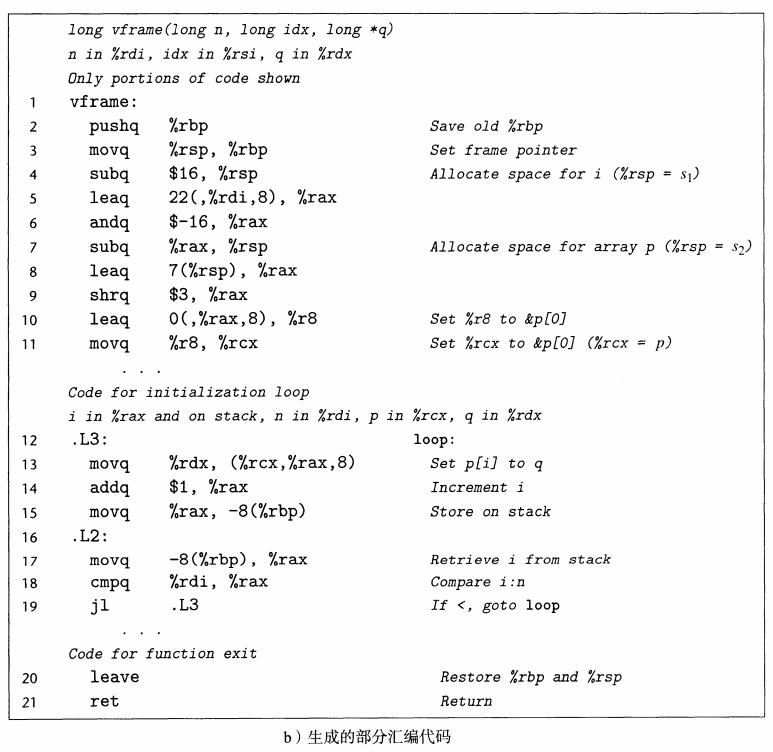 long vframe(long n, long idx, long *q)
n in %rdi, idx in %rsi, q in %rdx
Only portions of code shown
1 vframe:
2 pushq %rbp Save old %rbp
3 movq %rsp, %rbp Set frame pointer
4 subq $16, %rsp Allocate space for i (%rsp = s₁)
5 leaq 22(,%rdi,8), %rax
6 andq $-16, %rax
7 subq %rax, %rsp Allocate space for array p (%rsp = s₂)
8 leaq 7(%rsp), %rax
9 shrq $3, %rax
10 leaq 0(,%rax,8), %r8 Set %r8 to &p[0]
11 movq %r8, %rcx Set %rcx to &p[0] (%rcx = p)
. . .
Code for initialization loop
i in %rax and on stack, n in %rdi, p in %rcx, q in %rdx
12 .L3: loop:
13 movq %rdx, (%rcx,%rax,8) Set p[i] to q
14 addq $1, %rax Increment i
15 movq %rax, -8(%rbp) Store on stack
16 .L2:
17 movq -8(%rbp), %rax Retrieve i from stack
18 cmpq %rdi, %rax Compare i:n
19 jl .L3 If <, goto loop
. . .
Code for function exit
20 leave Restore %rbp and %rsp
21 ret Return
b）生成的部分汇编代码